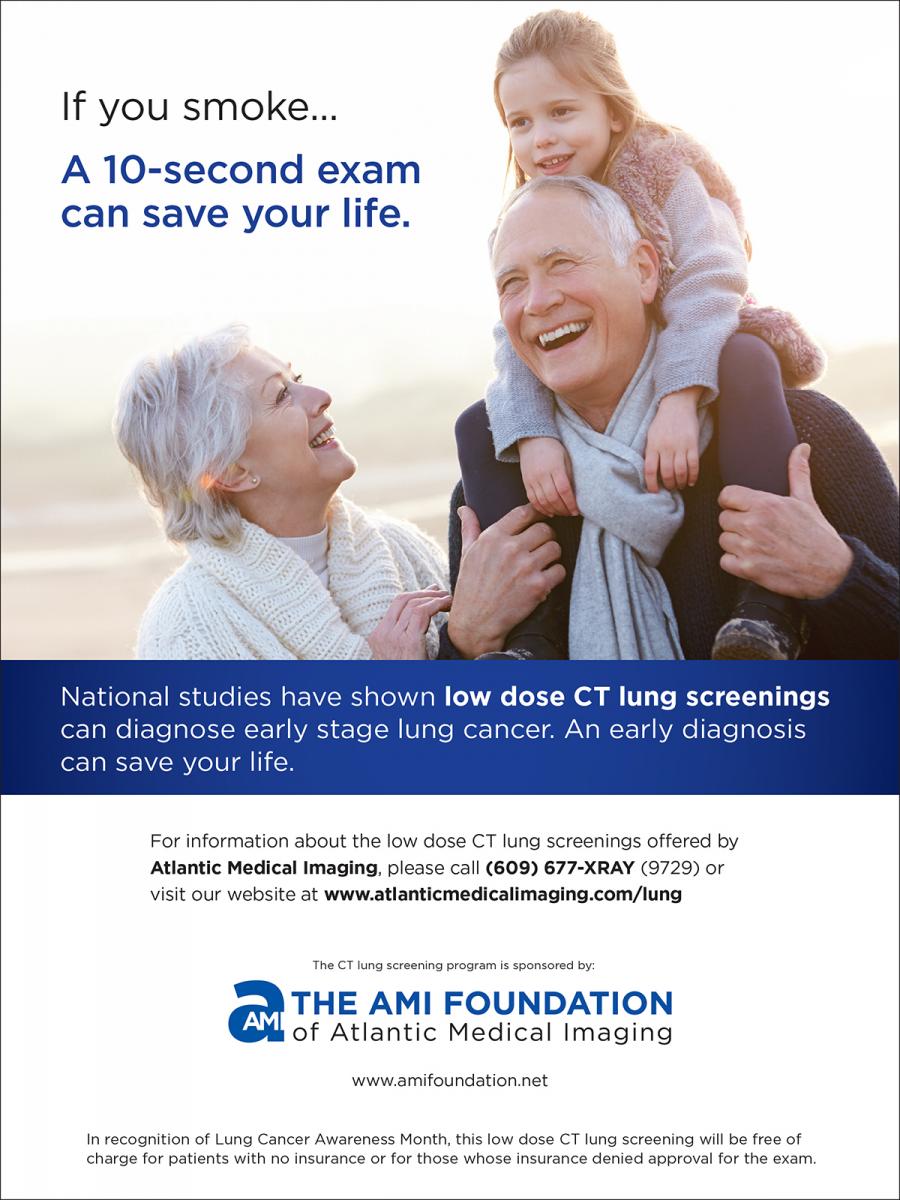 If you smoke...
A 10-second exam
can save your life.
National studies have shown low dose CT lung screenings
can diagnose early stage lung cancer. An early diagnosis
can save your life.
For information about the low dose CT lung screenings offered by
Atlantic Medical Imaging, please call (609) 677-XRAY (9729) or
visit our website at www.atlanticmedicalimaging.com/lung
The CT lung screening program is sponsored by:
a AMI THE AMI FOUNDATION
of Atlantic Medical Imaging
www.amifoundation.net
In recognition of Lung Cancer Awareness Month, this low dose CT lung screening will be free of
charge for patients with no insurance or for those whose insurance denied approval for the exam.